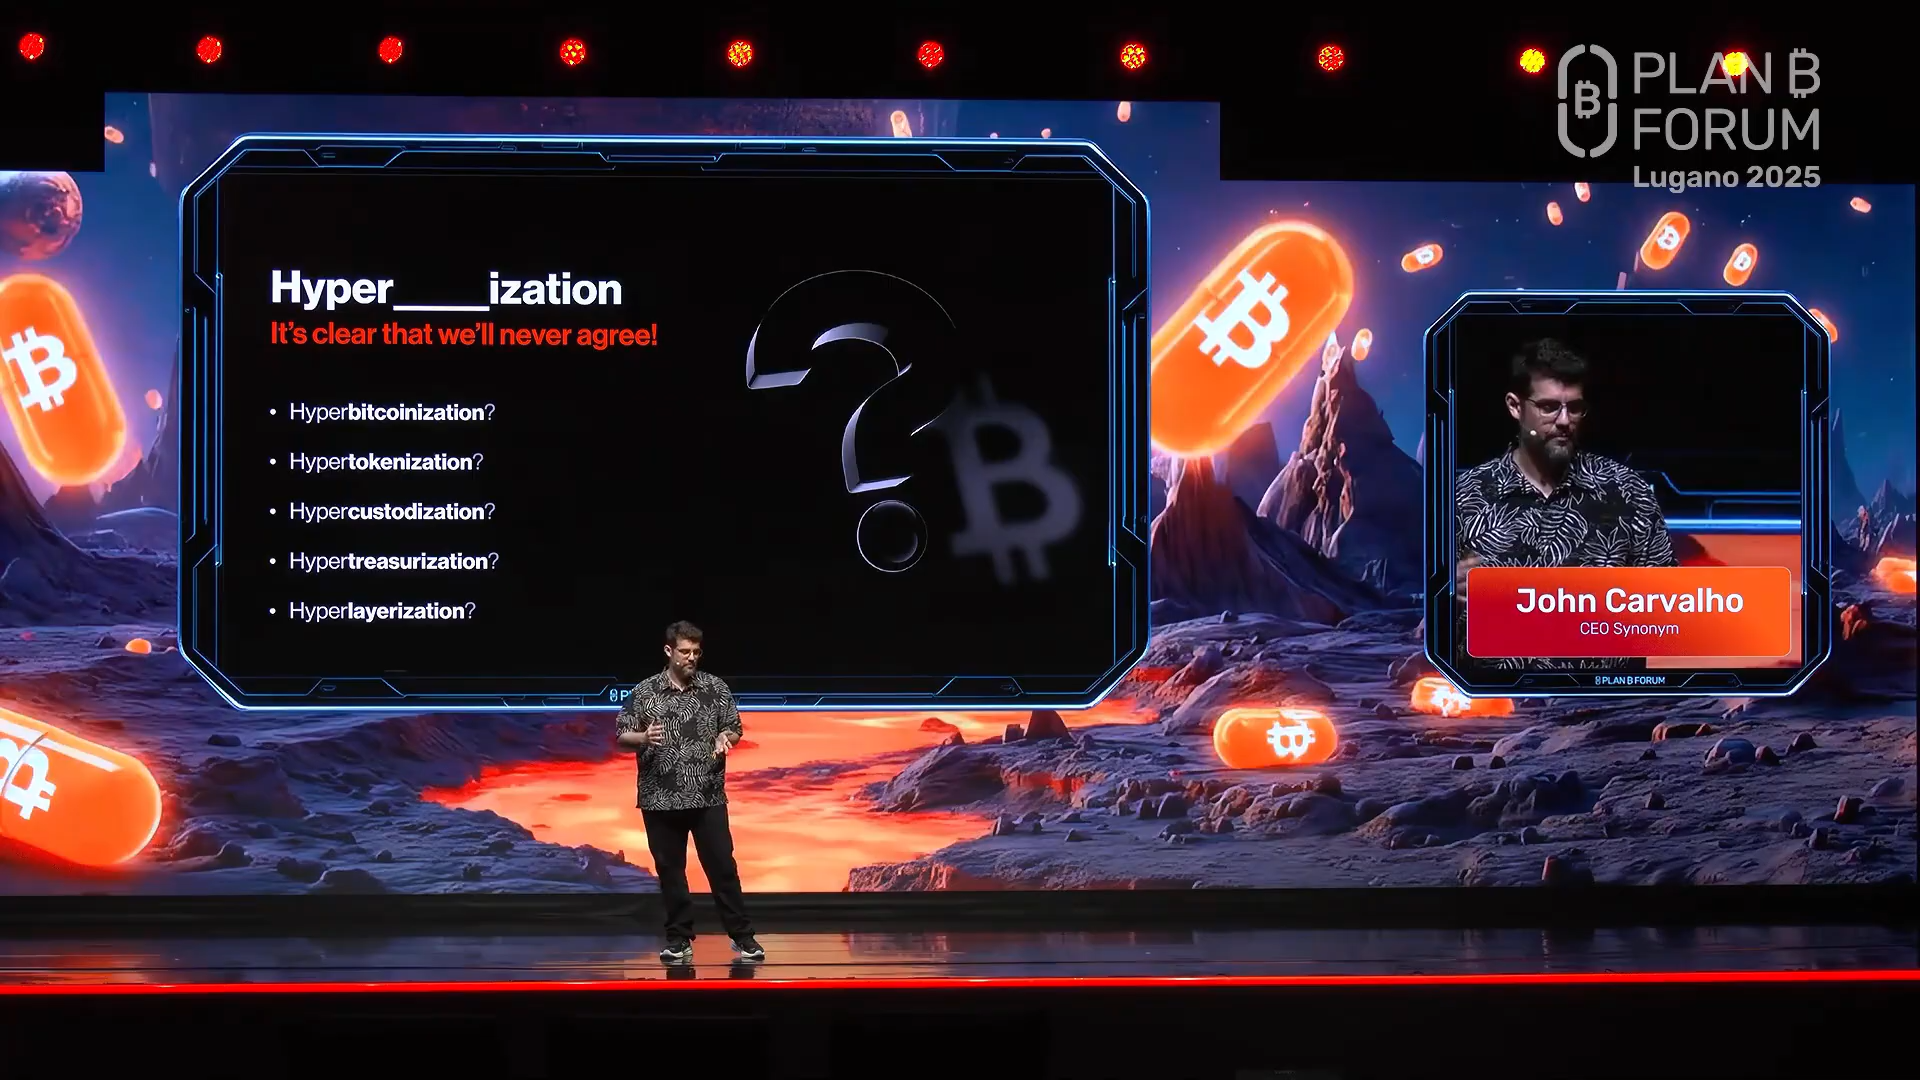 PLAN ₿
FORUM
Lugano 2025
Hyper____ization
It's clear that we'll never agree!
• Hyperbitcoinization?
• Hypertokenization?
• Hypercustodization?
• Hypertreasurization?
• Hyperlayerization?
John Carvalho
CEO Synonym
PLAN ₿ FORUM